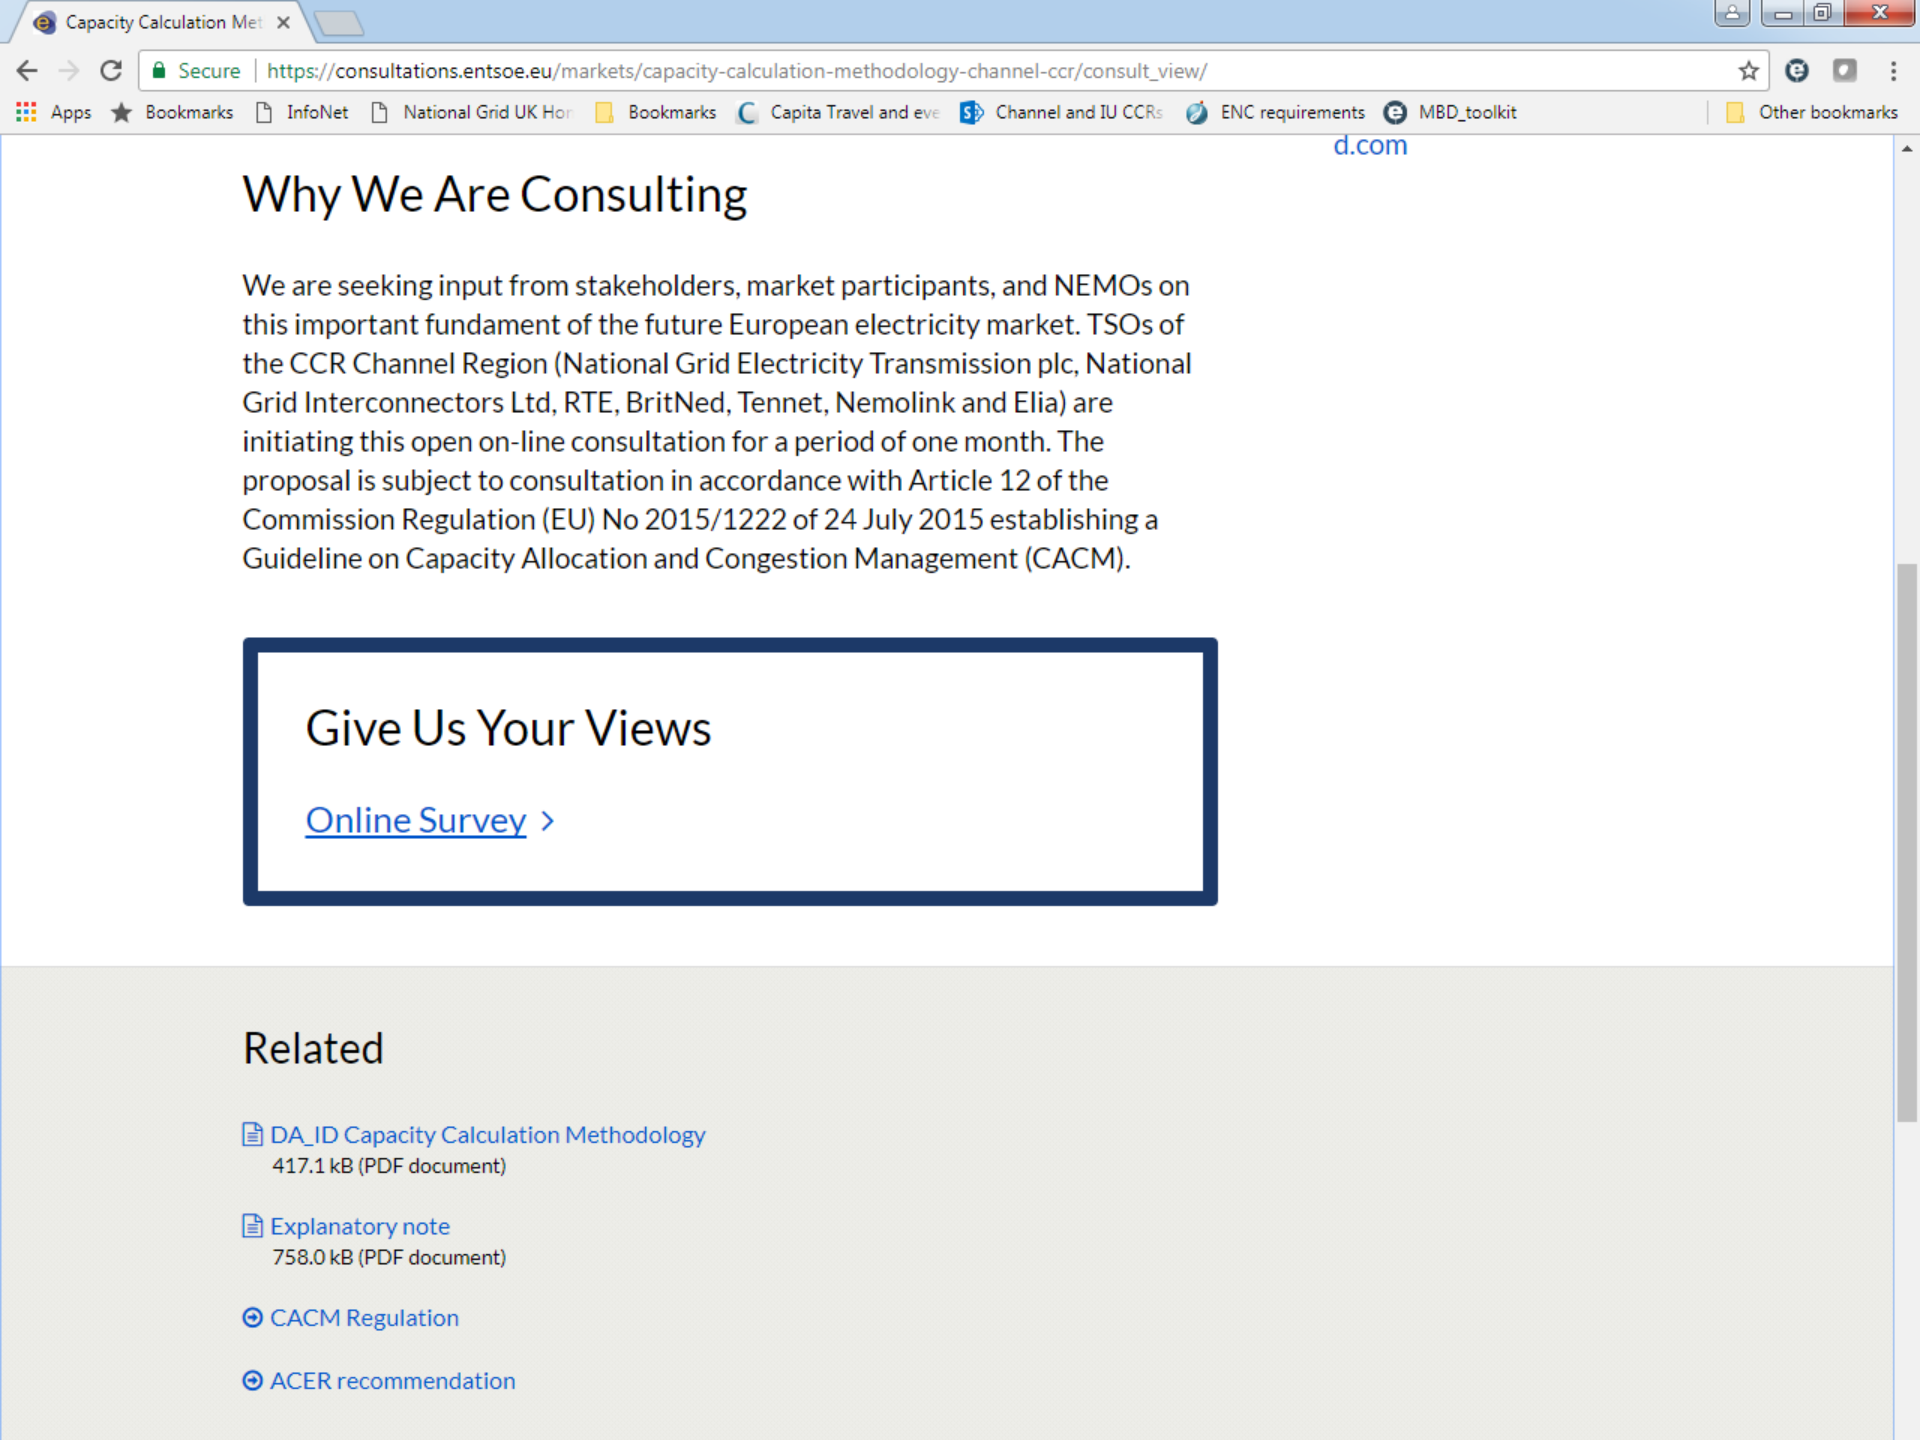 Capacity Calculation Met
Secure https://consultations.entsoe.eu/markets/capacity-calculation-methodology-channel-ccr/consult_view/
Apps Bookmarks InfoNet National Grid UK Hor Bookmarks Capita Travel and eve Channel and IU CCRs ENC requirements MBD_toolkit Other bookmarks
d.com
Why We Are Consulting
We are seeking input from stakeholders, market participants, and NEMOs on
this important fundament of the future European electricity market. TSOs of
the CCR Channel Region (National Grid Electricity Transmission plc, National
Grid Interconnectors Ltd, RTE, BritNed, Tennet, Nemolink and Elia) are
initiating this open on-line consultation for a period of one month. The
proposal is subject to consultation in accordance with Article 12 of the
Commission Regulation (EU) No 2015/1222 of 24 July 2015 establishing a
Guideline on Capacity Allocation and Congestion Management (CACM).
Give Us Your Views
Online Survey >
Related
DA_ID Capacity Calculation Methodology
417.1 kB (PDF document)
Explanatory note
758.0 kB (PDF document)
CACM Regulation
ACER recommendation